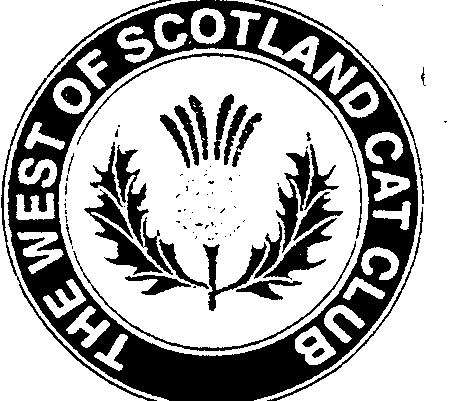 THE WEST OF SCOTLAND CAT CLUB